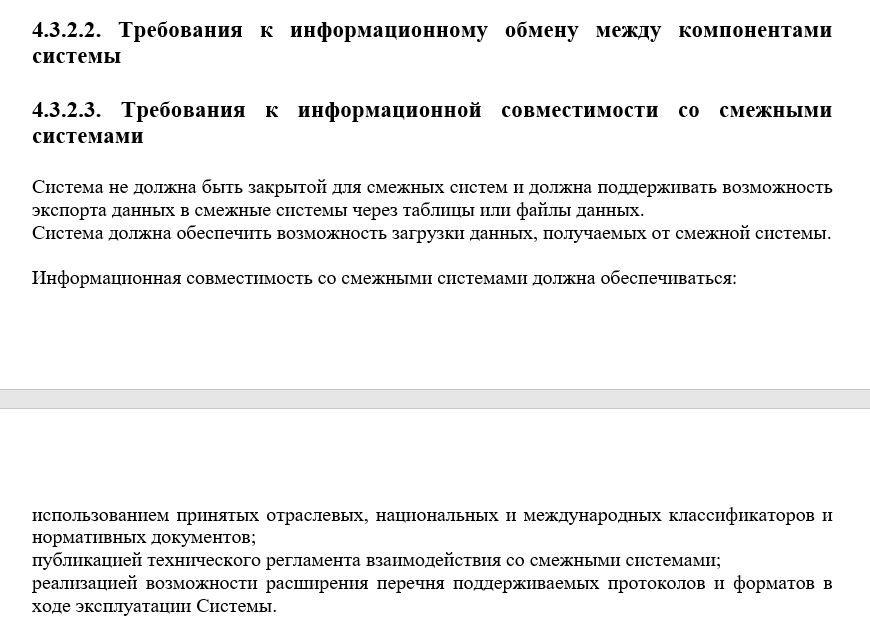 4.3.2.2. Требования к информационному обмену между компонентами
системы
4.3.2.3. Требования к информационной совместимости со смежными
системами
Система не должна быть закрытой для смежных систем и должна поддерживать возможность
экспорта данных в смежные системы через таблицы или файлы данных.
Система должна обеспечить возможность загрузки данных, получаемых от смежной системы.
Информационная совместимость со смежными системами должна обеспечиваться:
использованием принятых отраслевых, национальных и международных классификаторов и
нормативных документов;
публикацией технического регламента взаимодействия со смежными системами;
реализацией возможности расширения перечня поддерживаемых протоколов и форматов в
ходе эксплуатации Системы.